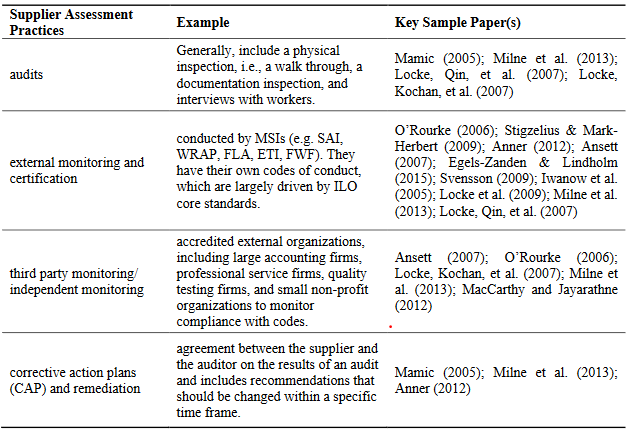 Supplier Assessment Practices
Example
Key Sample Paper(s)
audits
Generally, include a physical
inspection, i.e., a walk through, a
documentation inspection, and
interviews with workers.
Mamic (2005); Milne et al. (2013);
Locke, Qin, et al. (2007); Locke,
Kochan, et al. (2007)
external monitoring and
certification
conducted by MSIs (e.g. SAI,
WRAP, FLA, ETI, FWF). They
have their own codes of conduct,
which are largely driven by ILO
core standards.
O’Rourke (2006); Stigzelius & Mark-
Herbert (2009); Anner (2012); Ansett
(2007); Egels-Zanden & Lindholm
(2015); Svensson (2009); Iwanow et al.
(2005); Locke et al. (2009); Milne et al.
(2013); Locke, Qin, et al. (2007)
third party monitoring/
independent monitoring
accredited external organizations,
including large accounting firms,
professional service firms, quality
testing firms, and small non-profit
organizations to monitor
compliance with codes.
Ansett (2007); O’Rourke (2006);
Locke, Kochan, et al. (2007); Milne
et al. (2013); MacCarthy and Jayarathne
(2012)
corrective action plans
(CAP) and remediation
agreement between the supplier and
the auditor on the results of an audit
and includes recommendations that
should be changed within a specific
time frame.
Mamic (2005); Milne et al. (2013);
Anner (2012)